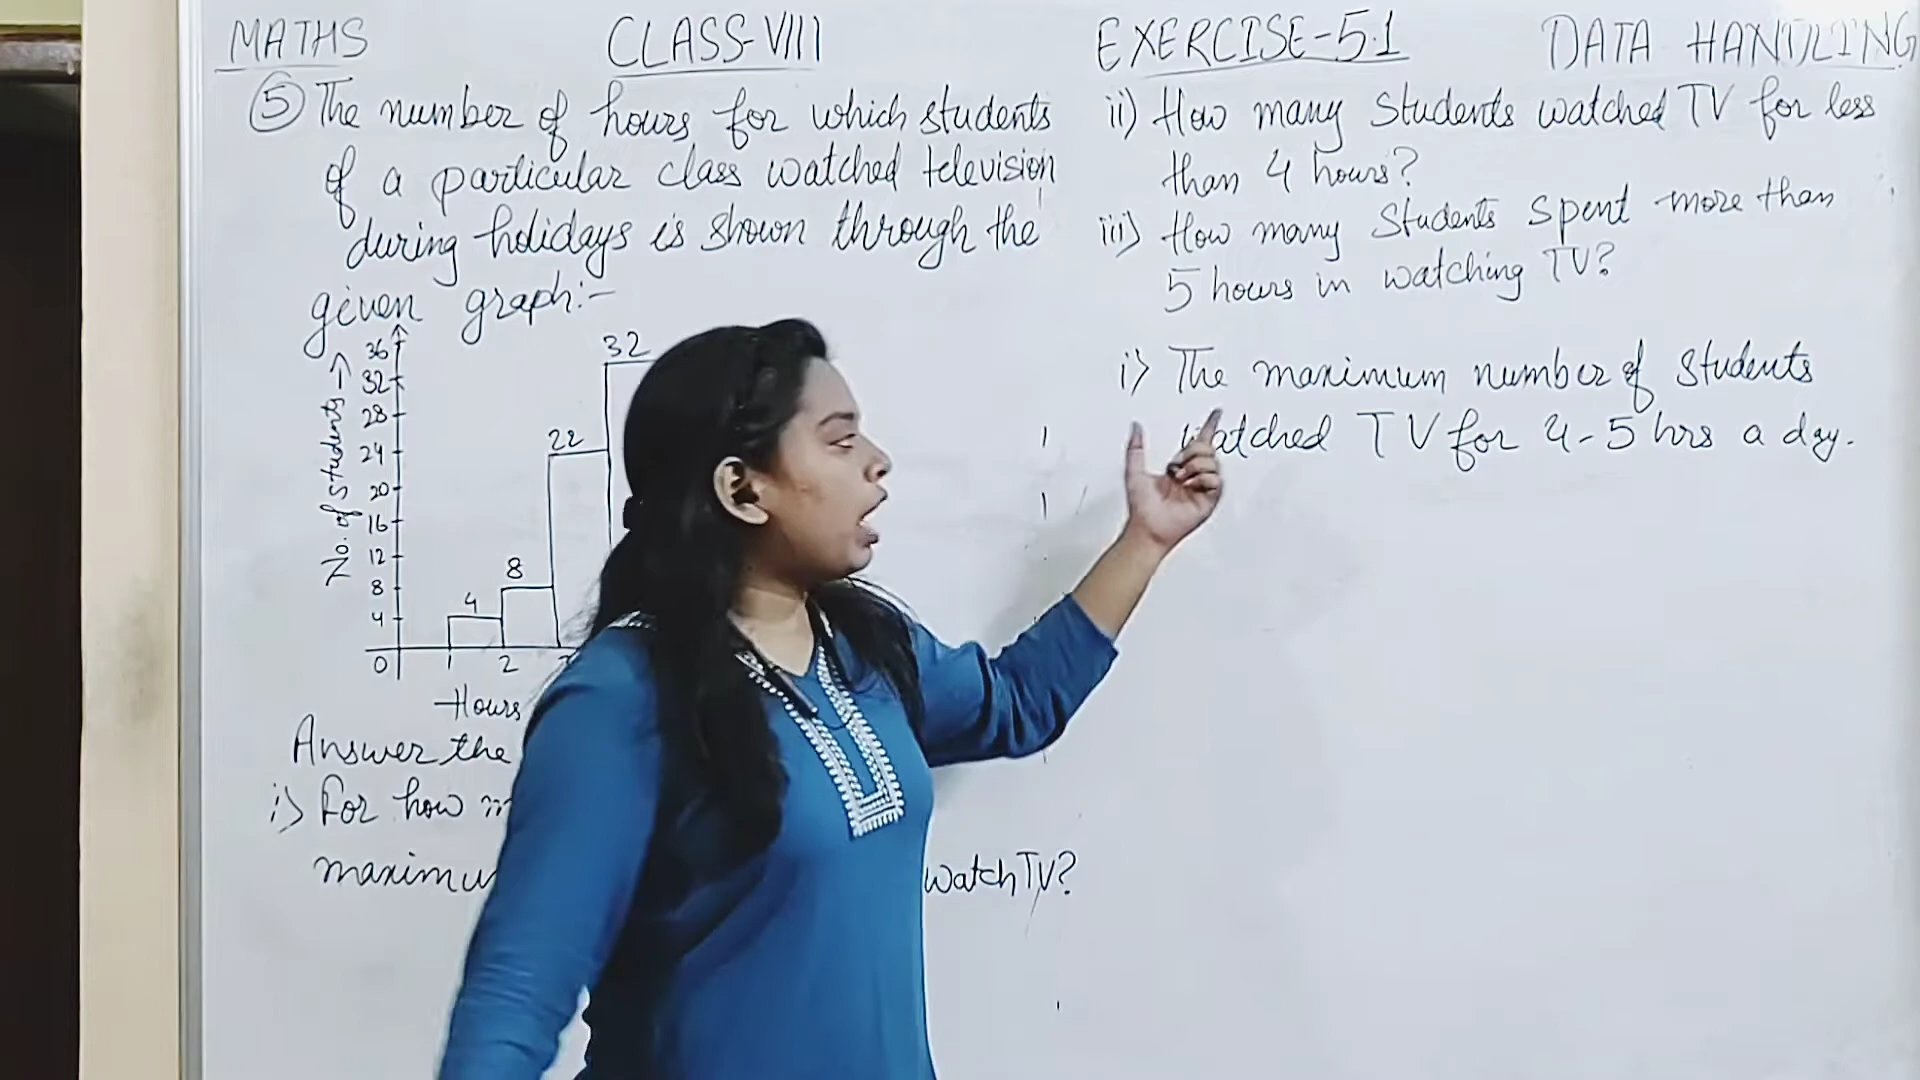 MATHS CLASS-VIII EXERCISE-5.1 DATA HANDLING
5 The number of hours for which students
of a particular class watched television
during holidays is shown through the
given graph:-
No. of students →
36
32
28
24
20
16
12
8
4
0
4
8
22
32
1 2
Hours
Answer the
i) For how
watch TV?
ii) How many students watched TV for less
than 4 hours?
iii) How many students spent more than
5 hours in watching TV?
i) The maximum number of students
watched TV for 4-5 hrs a day.